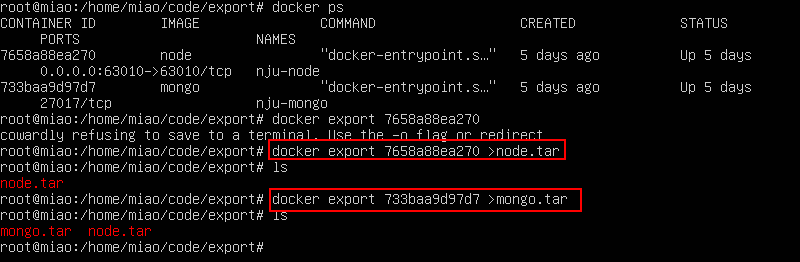 root@miao:/home/miao/code/export# docker ps
CONTAINER ID IMAGE COMMAND CREATED STATUS
PORTS NAMES
7658a88ea270 node "docker-entrypoint.s…" 5 days ago Up 5 days
0.0.0.0:63010->63010/tcp nju-node
733baa9d97d7 mongo "docker-entrypoint.s…" 5 days ago Up 5 days
27017/tcp nju-mongo
root@miao:/home/miao/code/export# docker export 7658a88ea270
cowardly refusing to save to a terminal. Use the -o flag or redirect
root@miao:/home/miao/code/export# docker export 7658a88ea270 >node.tar
root@miao:/home/miao/code/export# ls
node.tar
root@miao:/home/miao/code/export# docker export 733baa9d97d7 >mongo.tar
root@miao:/home/miao/code/export# ls
mongo.tar node.tar
root@miao:/home/miao/code/export#